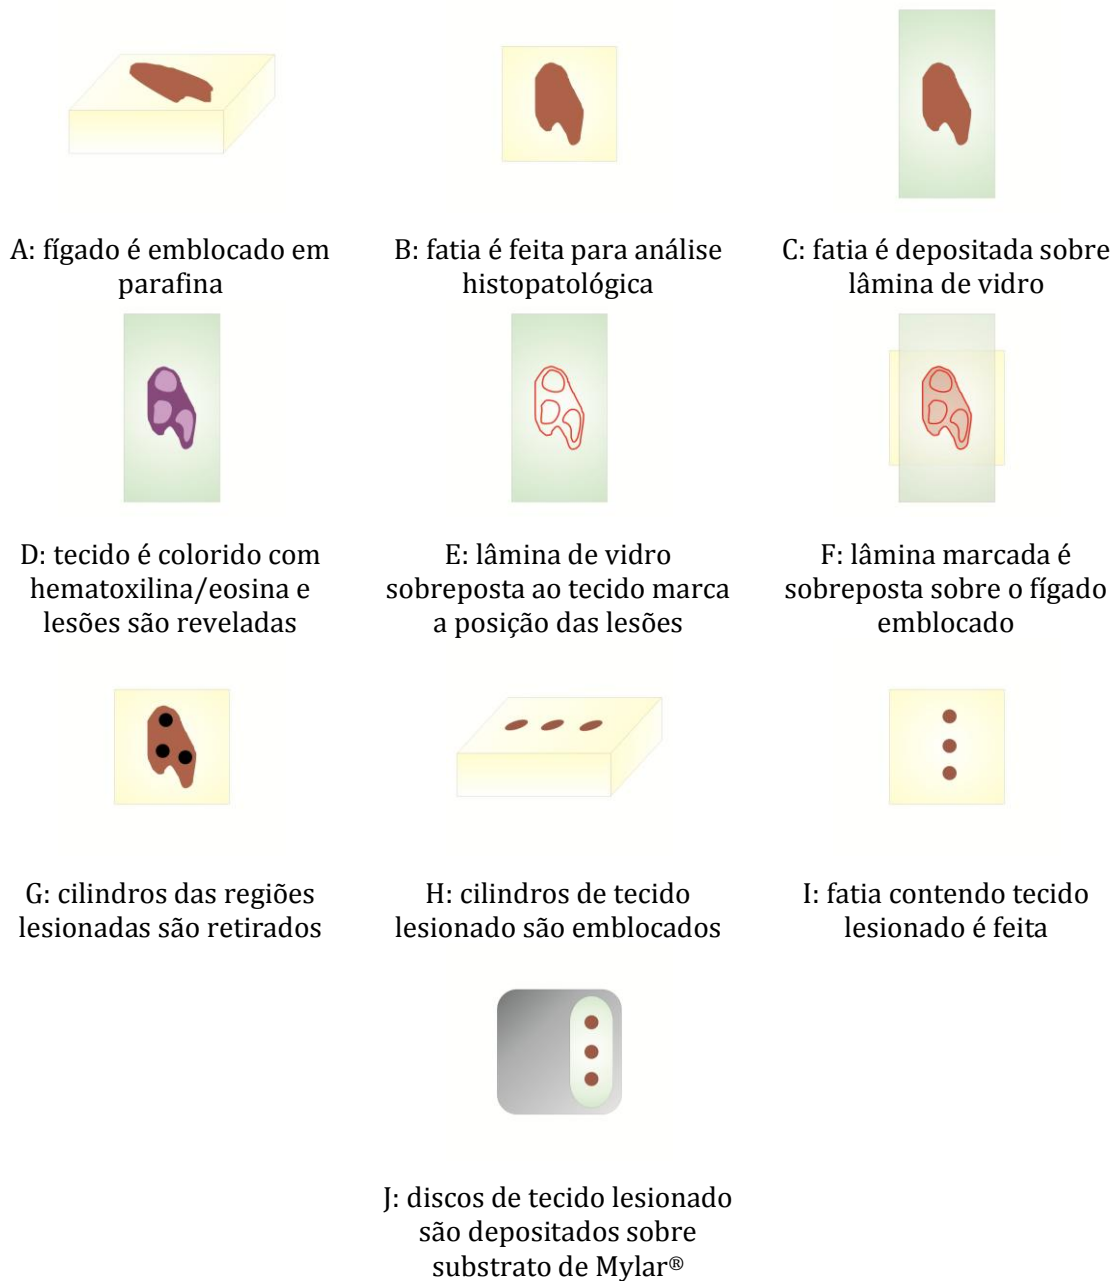 A: fígado é emblocado em
parafina
B: fatia é feita para análise
histopatológica
C: fatia é depositada sobre
lâmina de vidro
D: tecido é colorido com
hematoxilina/eosina e
lesões são reveladas
E: lâmina de vidro
sobreposta ao tecido marca
a posição das lesões
F: lâmina marcada é
sobreposta sobre o fígado
emblocado
G: cilindros das regiões
lesionadas são retirados
H: cilindros de tecido
lesionado são emblocados
I: fatia contendo tecido
lesionado é feita
J: discos de tecido lesionado
são depositados sobre
substrato de Mylar®